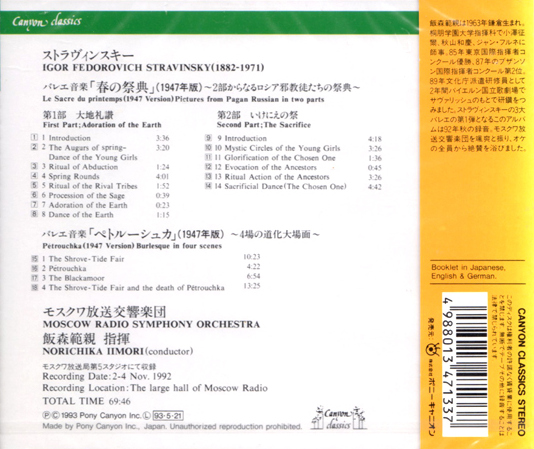 Canyon classics
ストラヴィンスキー
IGOR FEDOROVICH STRAVINSKY(1882-1971)
バレエ音楽「春の祭典」(1947年版)〜2部からなるロシア邪教徒たちの祭典〜
Le Sacre du printemps(1947 Version)Pictures from Pagan Russian in two parts
第1部 大地礼讃
First Part;Adoration of the Earth
1 1 Introduction 3:36
2 2 The Augurs of spring- 3:20
Dance of the Young Girls
3 3 Ritual of Abduction 1:24
4 4 Spring Rounds 4:01
5 5 Ritual of the Rival Tribes 1:52
6 6 Procession of the Sage 0:39
7 7 Adoration of the Earth 0:23
8 8 Dance of the Earth 1:15
第2部 いけにえの祭
Second Part;The Sacrifice
9 9 Introduction 4:18
10 10 Mystic Circles of the Young Girls 3:26
11 11 Glorification of the Chosen One 1:36
12 12 Evocation of the Ancestors 0:45
13 13 Ritual Action of the Ancestors 3:26
14 14 Sacrificial Dance(The Chosen One) 4:42
バレエ音楽「ペトルーシュカ」(1947年版) 〜4場の道化大場面〜
Petrouchka(1947 Version) Burlesque in four scenes
15 1 The Shrove-Tide Fair 10:23
16 2 Pétrouchka 4:22
17 3 The Blackamoor 6:54
18 4 The Shrove-Tide Fair and the death of Pétrouchka 13:25
モスクワ放送交響楽団
MOSCOW RADIO SYMPHONY ORCHESTRA
飯森範親 指揮
NORICHIKA IIMORI(conductor)
モスクワ放送局第5スタジオにて収録
Recording Date:2-4 Nov. 1992
Recording Location:The large hall of Moscow Radio
TOTAL TIME 69:46
Ⓟ©1993 Pony Canyon Inc. Ⓛ 93·5·21
Made by Pony Canyon Inc., Japan. Unauthorized reproduction prohibited.
Canyon classics
飯森範親は1963年鎌倉生まれ。
桐朋学園大学指揮科で小澤征
爾、秋山和慶、ジャン・フルネに
師事。85年東京国際指揮者コン
クール優勝、87年のブザンソ
ン国際指揮者コンクール第2位。
89年文化庁派遣研修員として
2年間バイエルン国立歌劇場で
サヴァリッシュのもとで研鑽をつ
みました。ストラヴィンスキーの3大
バレエの第1弾となるこのアルバ
ムは92年秋の録音。モスクワ放
送交響楽団を堂々と振り、オケ
の全員から絶賛を浴びました。
Booklet in Japanese,
English & German.
CANYON CLASSICS STEREO
発売元
株式会社 ポニーキャニオン
4 988013 471337